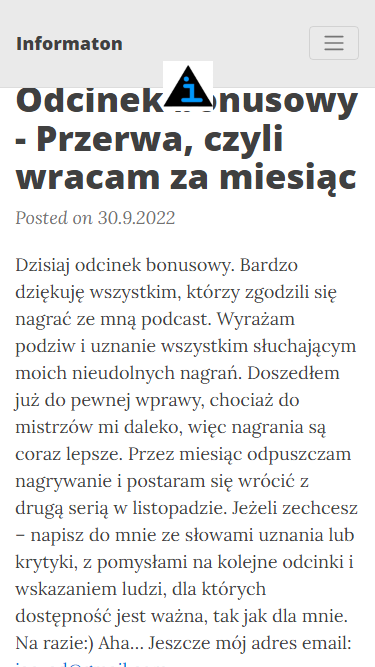 Informaton
Odcinek bonusowy
- Przerwa, czyli
wracam za miesiąc
Posted on 30.9.2022
Dzisiaj odcinek bonusowy. Bardzo
dziękuję wszystkim, którzy zgodzili się
nagrać ze mną podcast. Wyrażam
podziw i uznanie wszystkim słuchającym
moich nieudolnych nagrań. Doszedłem
już do pewnej wprawy, chociaż do
mistrzów mi daleko, więc nagrania są
coraz lepsze. Przez miesiąc odpuszczam
nagrywanie i postaram się wrócić z
drugą serią w listopadzie. Jeżeli zechcesz
– napisz do mnie ze słowami uznania lub
krytyki, z pomysłami na kolejne odcinki i
wskazaniem ludzi, dla których
dostępność jest ważna, tak jak dla mnie.
Na razie:) Aha… Jeszcze mój adres email: